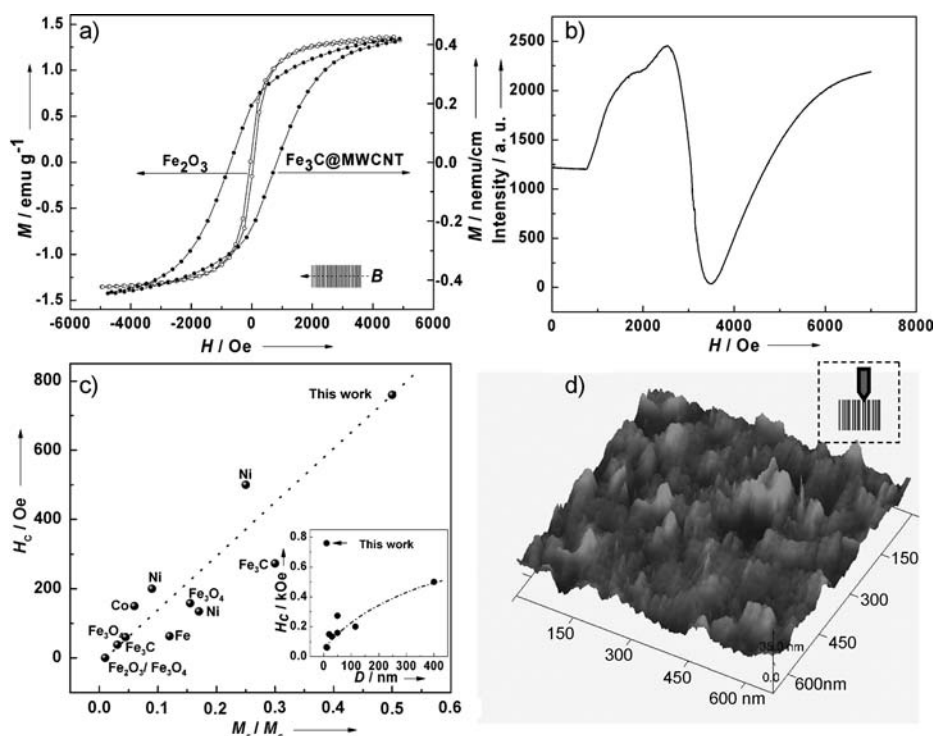 a)
1.5
1.0
0.5
0.0
-0.5
-1.0
-1.5
M / emu g⁻¹
0.4
0.2
0.0
-0.2
-0.4
M / nemu/cm
Fe₂O₃
Fe₃C@MWCNT
B
-6000 -4000 -2000 0 2000 4000 6000
H / Oe
b)
2500
2000
1500
1000
500
0
Intensity / a. u.
0 2000 4000 6000 8000
H / Oe
c)
800
600
400
200
0
H_C / Oe
This work
Ni
Fe₃C
Ni
Fe₃O₄
Co
Ni
Fe₃O₄
Fe
Fe₃C
Fe₂O₃/ Fe₃O₄
0.0 0.1 0.2 0.3 0.4 0.5 0.6
0.8
0.6
0.4
0.2
0.0
Hc / kOe
This work
0 100 200 300 400
D / nm
d)
150
300
450
600nm
150
300
450
600 nm
0.0